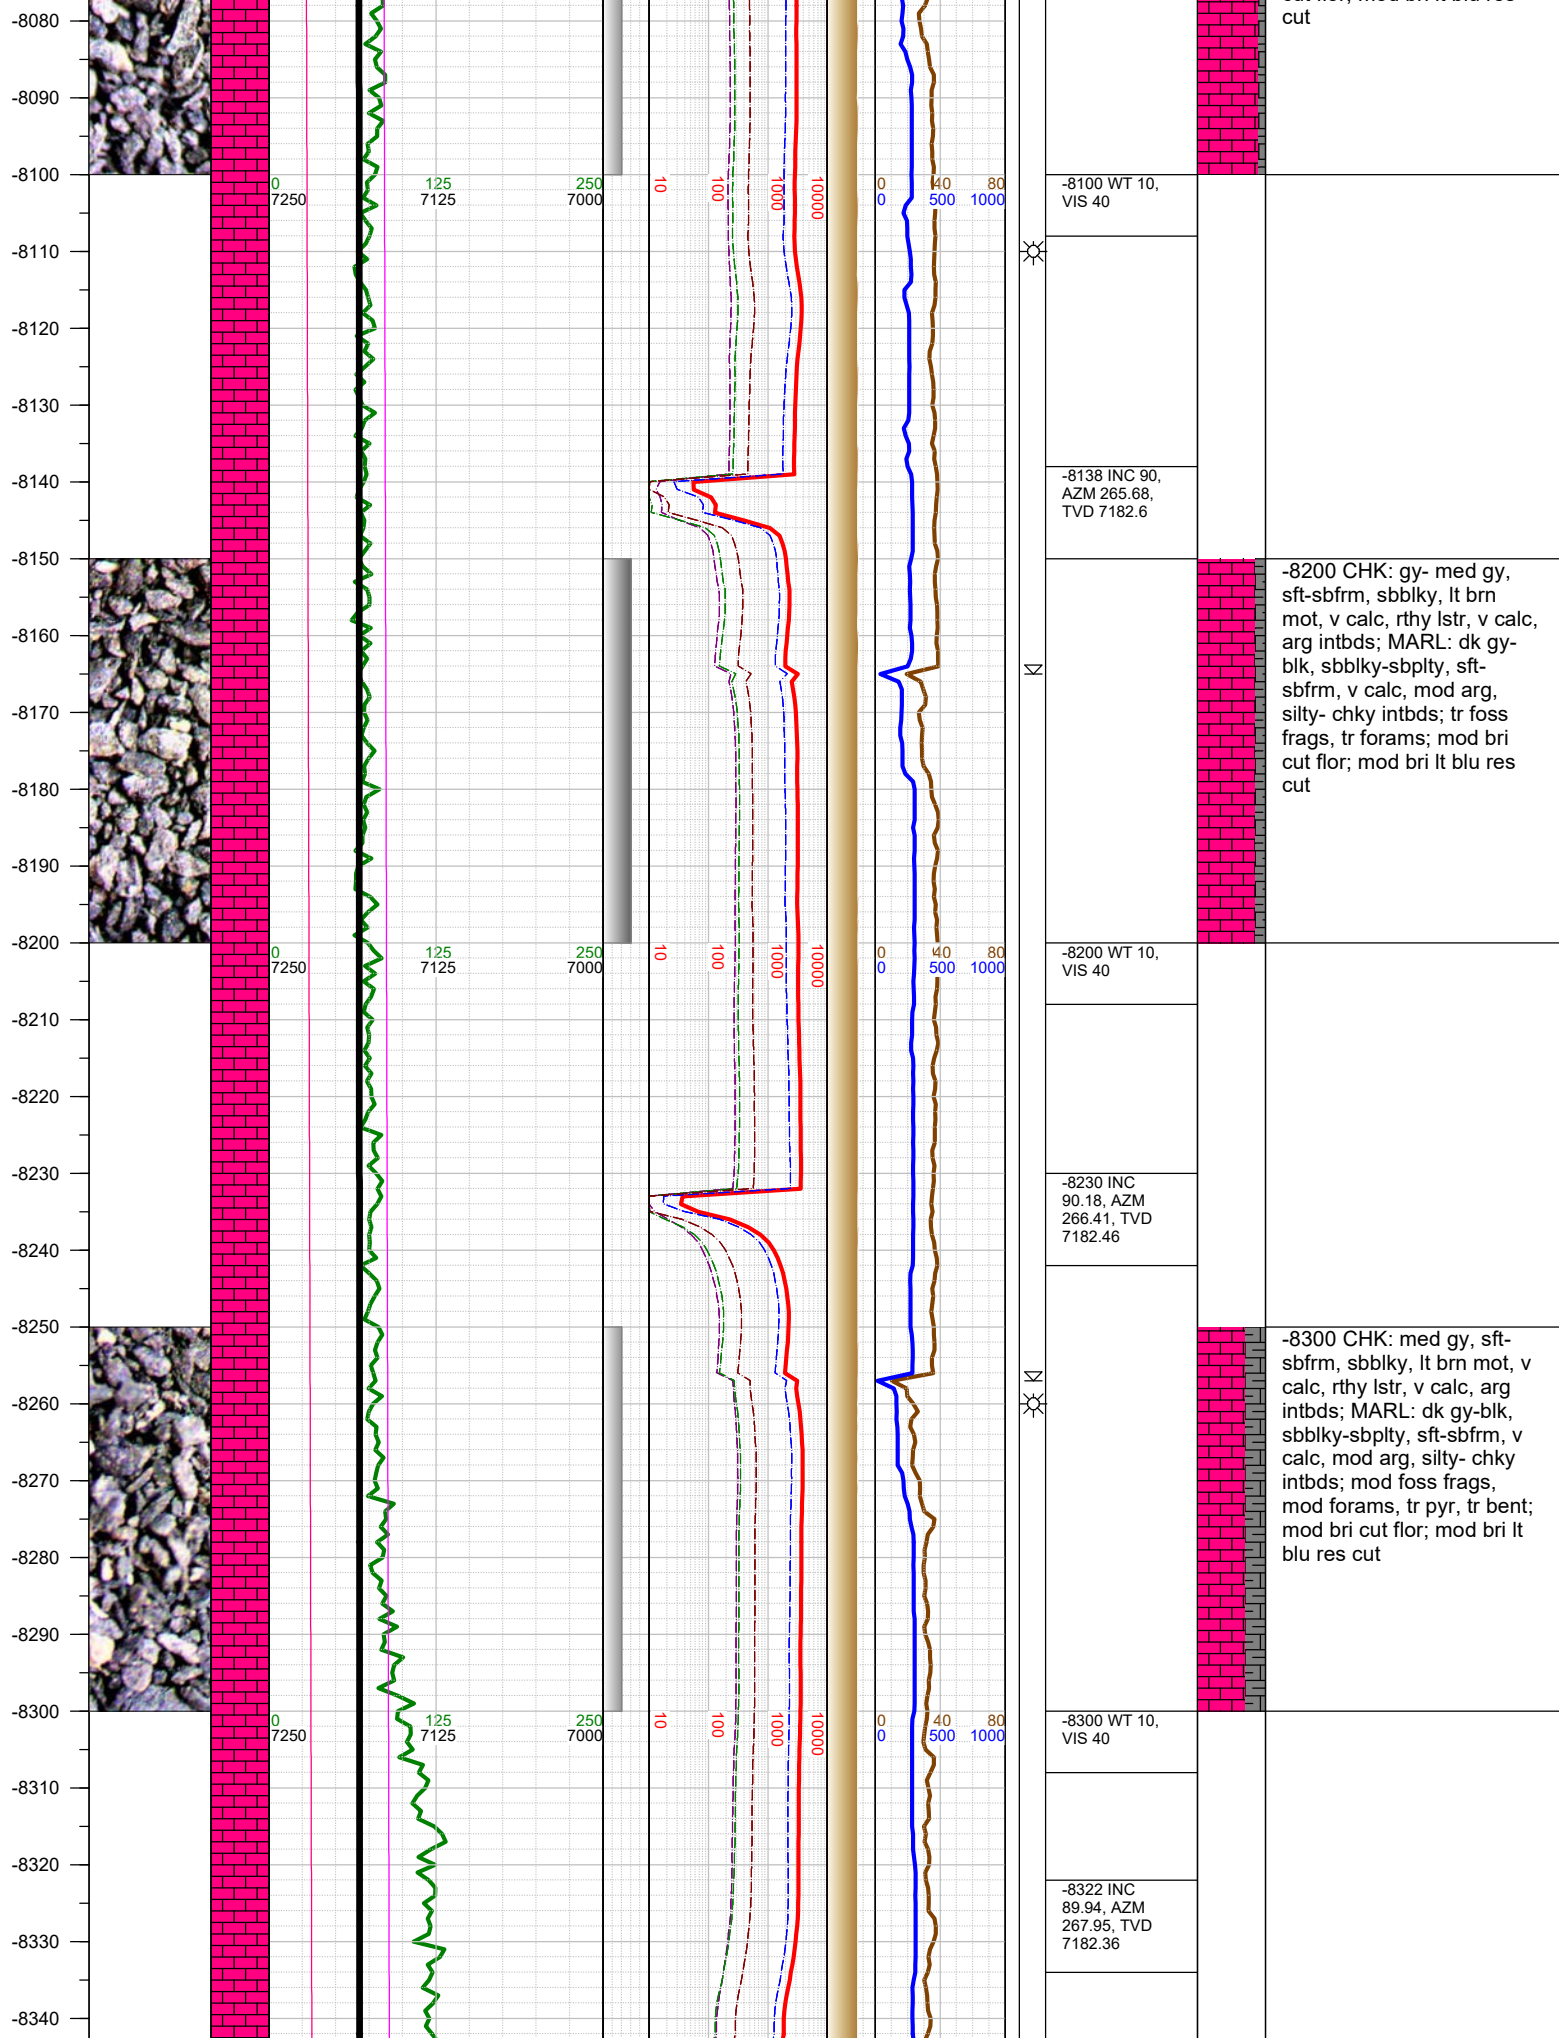 cut
-8080
-8090
-8100
0 125 250
7250 7125 7000
10 100 1000 10000
0 40 80
0 500 1000
-8100 WT 10,
VIS 40
-8110
-8120
-8130
-8138 INC 90,
AZM 265.68,
TVD 7182.6
-8140
-8150
-8200 CHK: gy- med gy,
sft-sbfrm, sbblky, lt brn
mot, v calc, rthy lstr, v calc,
arg intbds; MARL: dk gy-
blk, sbblky-sbplty, sft-
sbfrm, v calc, mod arg,
silty- chky intbds; tr foss
frags, tr forams; mod bri
cut flor; mod bri lt blu res
cut
-8160
-8170
-8180
-8190
-8200
0 125 250
7250 7125 7000
10 100 1000 10000
0 40 80
0 500 1000
-8200 WT 10,
VIS 40
-8210
-8220
-8230
-8230 INC
90.18, AZM
266.41, TVD
7182.46
-8240
-8250
-8300 CHK: med gy, sft-
sbfrm, sbblky, lt brn mot, v
calc, rthy lstr, v calc, arg
intbds; MARL: dk gy-blk,
sbblky-sbplty, sft-sbfrm, v
calc, mod arg, silty- chky
intbds; mod foss frags,
mod forams, tr pyr, tr bent;
mod bri cut flor; mod bri lt
blu res cut
-8260
-8270
-8280
-8290
-8300
0 125 250
7250 7125 7000
10 100 1000 10000
0 40 80
0 500 1000
-8300 WT 10,
VIS 40
-8310
-8320
-8322 INC
89.94, AZM
267.95, TVD
7182.36
-8330
-8340